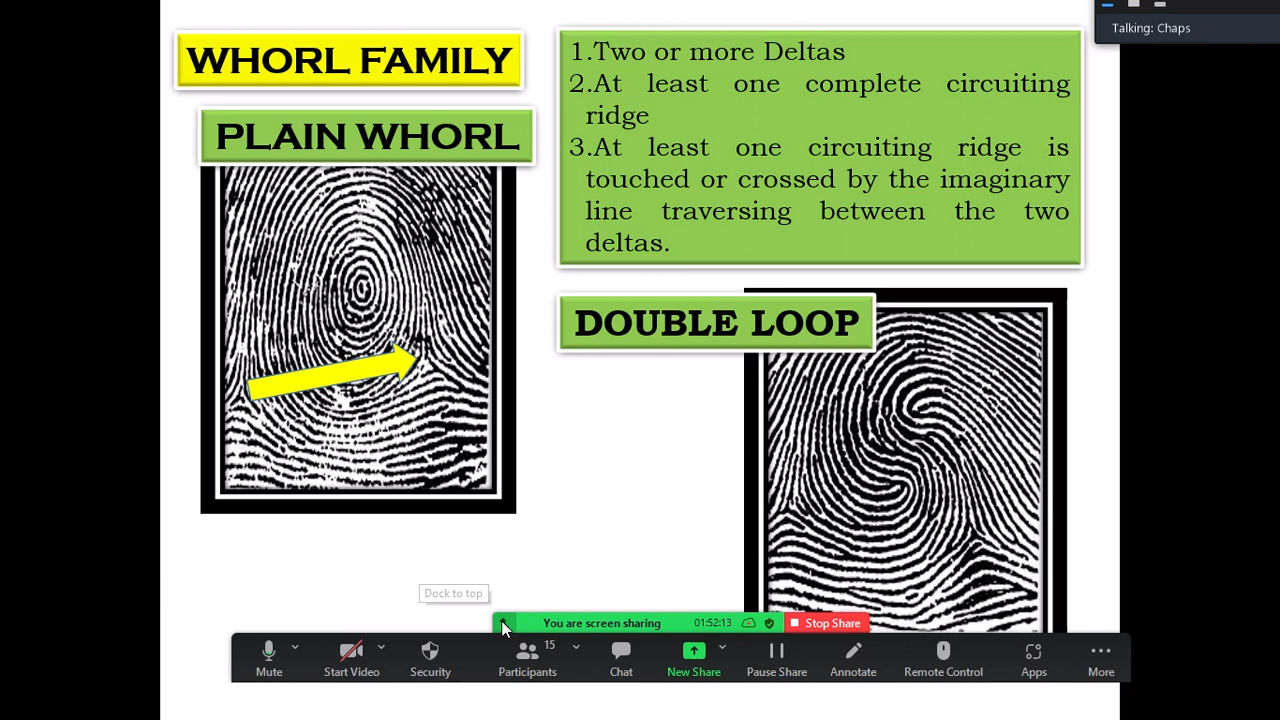 Talking: Chaps
WHORL FAMILY
PLAIN WHORL
1.Two or more Deltas
2.At least one complete circuiting
ridge
3.At least one circuiting ridge is
touched or crossed by the imaginary
line traversing between the two
deltas.
DOUBLE LOOP
Dock to top
You are screen sharing 01:52:13 Stop Share
Mute Start Video Security Participants 15 Chat New Share Pause Share Annotate Remote Control Apps More